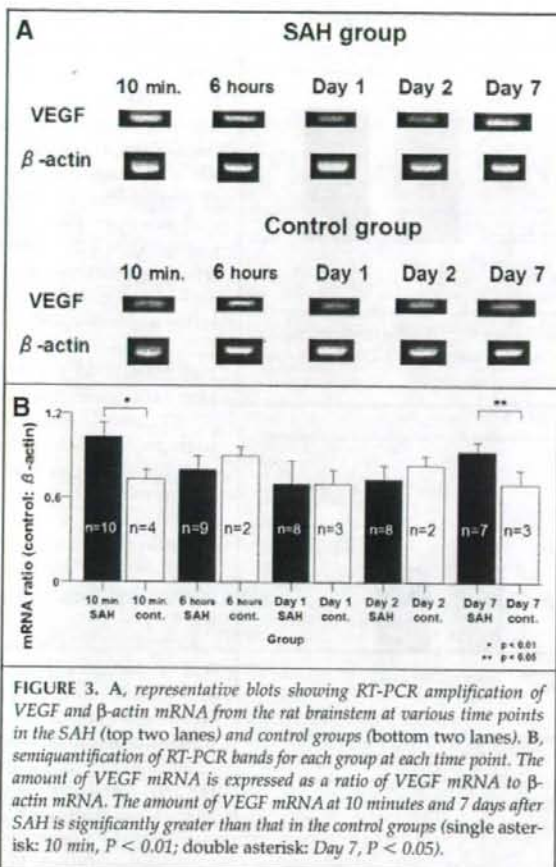 A
SAH group
10 min. 6 hours Day 1 Day 2 Day 7
VEGF
β-actin
Control group
10 min. 6 hours Day 1 Day 2 Day 7
VEGF
β-actin
B
1.2
0.6
0
mRNA ratio (control: β-actin)
* **
n=10 n=4 n=9 n=2 n=8 n=3 n=8 n=2 n=7 n=3
10 min. 10 min. 6 hours 6 hours Day 1 Day 1 Day 2 Day 2 Day 7 Day 7
SAH cont. SAH cont. SAH cont. SAH cont. SAH cont.
Group
* p < 0.01
** p < 0.05
FIGURE 3. A, representative blots showing RT-PCR amplification of
VEGF and β-actin mRNA from the rat brainstem at various time points
in the SAH (top two lanes) and control groups (bottom two lanes). B,
semiquantification of RT-PCR bands for each group at each time point. The
amount of VEGF mRNA is expressed as a ratio of VEGF mRNA to β-
actin mRNA. The amount of VEGF mRNA at 10 minutes and 7 days after
SAH is significantly greater than that in the control groups (single aster-
isk: 10 min, P < 0.01; double asterisk: Day 7, P < 0.05).